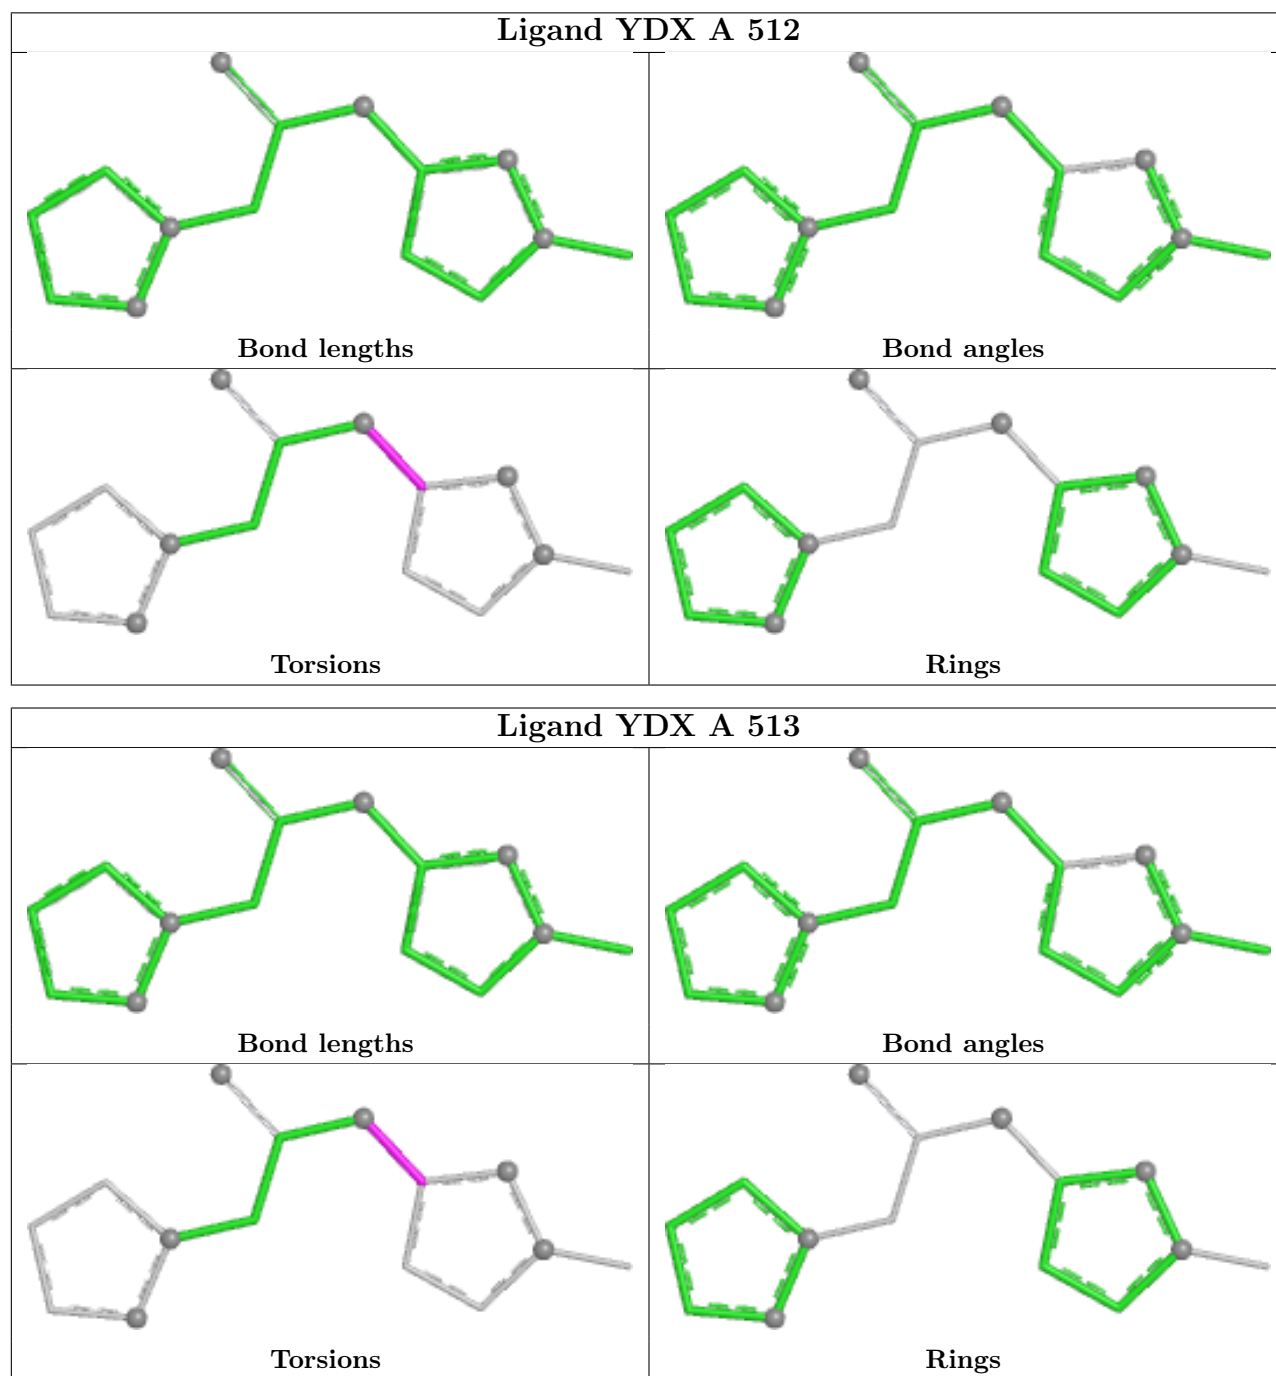 Ligand YDX A 512
Bond lengths
Bond angles
Torsions
Rings
Ligand YDX A 513
Bond lengths
Bond angles
Torsions
Rings